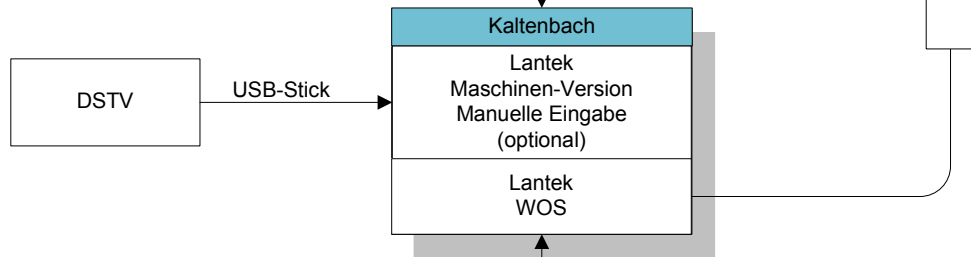 Kaltenbach
Lantek
Maschinen-Version
Manuelle Eingabe
(optional)
DSTV
USB-Stick
Lantek
WOS